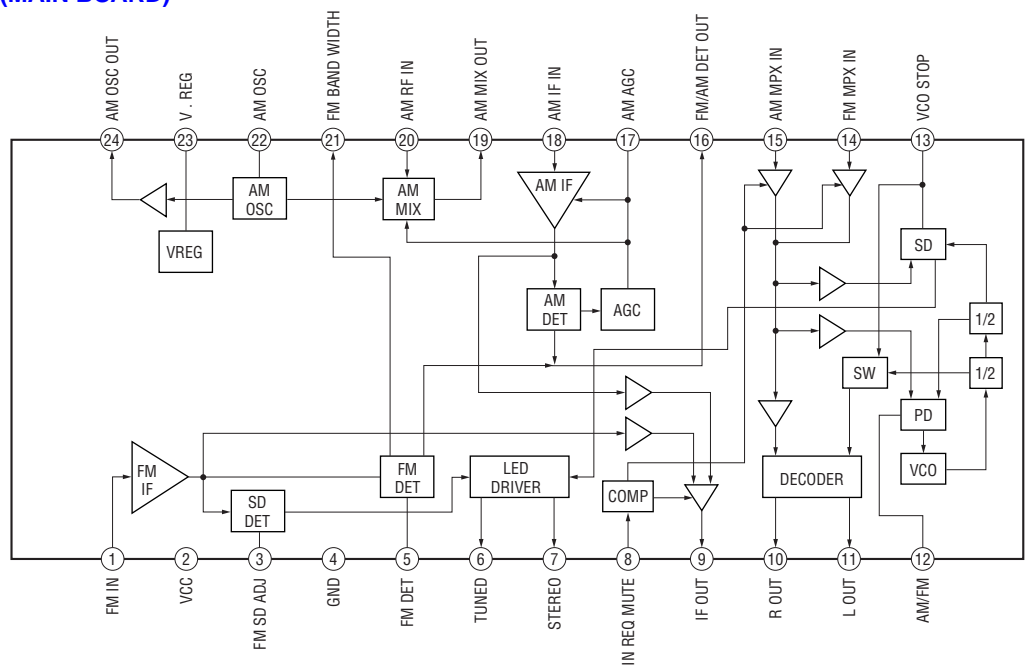 (MAIN BOARD)
AM OSC OUT
V . REG
AM OSC
FM BAND WIDTH
AM RF IN
AM MIX OUT
AM IF IN
AM AGC
FM/AM DET OUT
AM MPX IN
FM MPX IN
VCO STOP
24
23
22
21
20
19
18
17
16
15
14
13
AM
OSC
AM
MIX
AM IF
VREG
SD
AM
DET
AGC
1/2
SW
1/2
PD
FM
IF
FM
DET
LED
DRIVER
DECODER
VCO
SD
DET
COMP
1
2
3
4
5
6
7
8
9
10
11
12
FM IN
VCC
FM SD ADJ
GND
FM DET
TUNED
STEREO
IN REQ MUTE
IF OUT
R OUT
L OUT
AM/FM